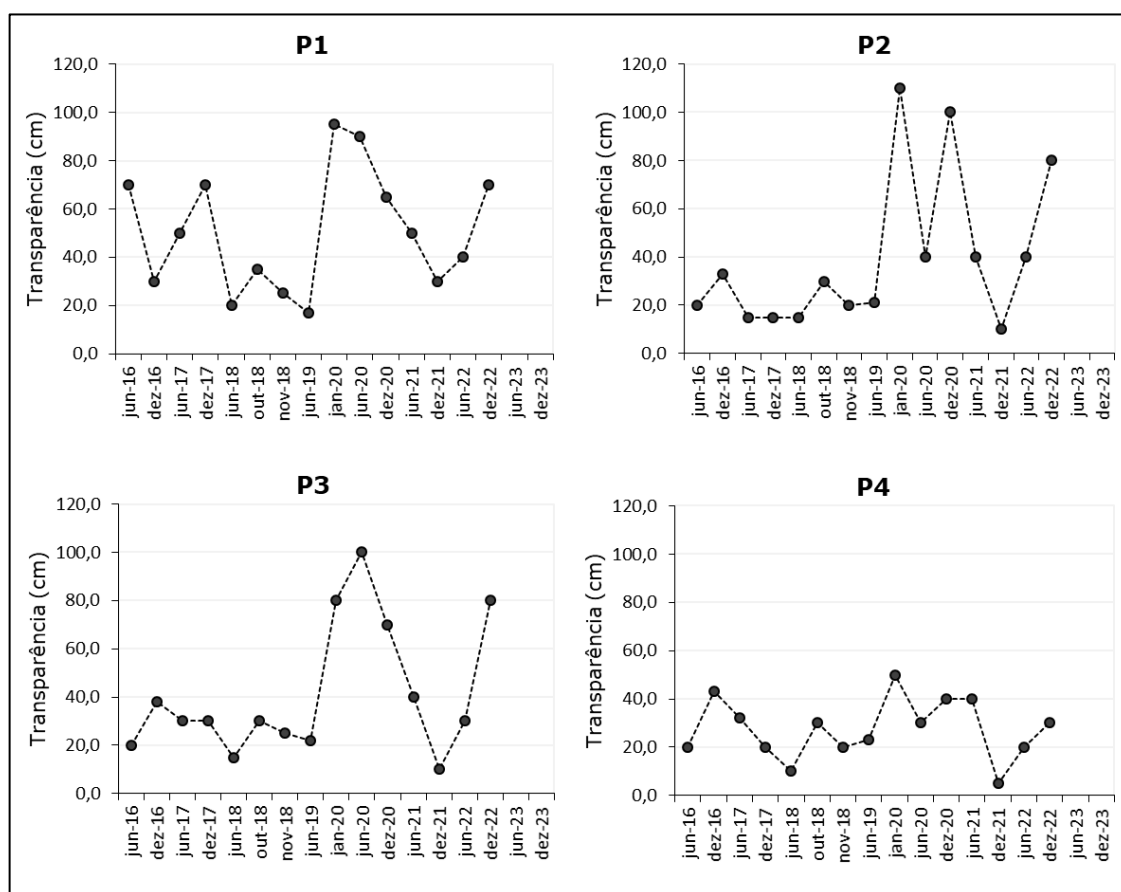 P1
Transparência (cm)
120,0
100,0
80,0
60,0
40,0
20,0
0,0
jun-16
dez-16
jun-17
dez-17
jun-18
out-18
nov-18
jun-19
jan-20
jun-20
dez-20
jun-21
dez-21
jun-22
dez-22
jun-23
dez-23
P2
Transparência (cm)
120,0
100,0
80,0
60,0
40,0
20,0
0,0
jun-16
dez-16
jun-17
dez-17
jun-18
out-18
nov-18
jun-19
jan-20
jun-20
dez-20
jun-21
dez-21
jun-22
dez-22
jun-23
dez-23
P3
Transparência (cm)
120,0
100,0
80,0
60,0
40,0
20,0
0,0
jun-16
dez-16
jun-17
dez-17
jun-18
out-18
nov-18
jun-19
jan-20
jun-20
dez-20
jun-21
dez-21
jun-22
dez-22
jun-23
dez-23
P4
Transparência (cm)
120,0
100,0
80,0
60,0
40,0
20,0
0,0
jun-16
dez-16
jun-17
dez-17
jun-18
out-18
nov-18
jun-19
jan-20
jun-20
dez-20
jun-21
dez-21
jun-22
dez-22
jun-23
dez-23